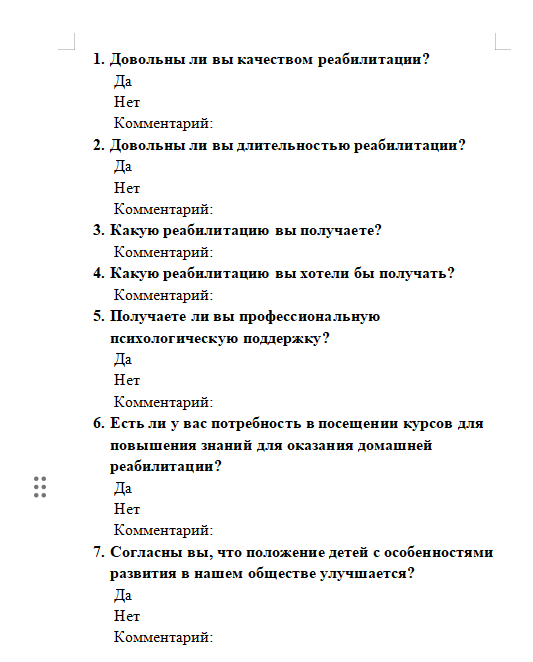 1. Довольны ли вы качеством реабилитации?
Да
Нет
Комментарий:
2. Довольны ли вы длительностью реабилитации?
Да
Нет
Комментарий:
3. Какую реабилитацию вы получаете?
Комментарий:
4. Какую реабилитацию вы хотели бы получать?
Комментарий:
5. Получаете ли вы профессиональную
психологическую поддержку?
Да
Нет
Комментарий:
6. Есть ли у вас потребность в посещении курсов для
повышения знаний для оказания домашней
реабилитации?
Да
Нет
Комментарий:
7. Согласны вы, что положение детей с особенностями
развития в нашем обществе улучшается?
Да
Нет
Комментарий: